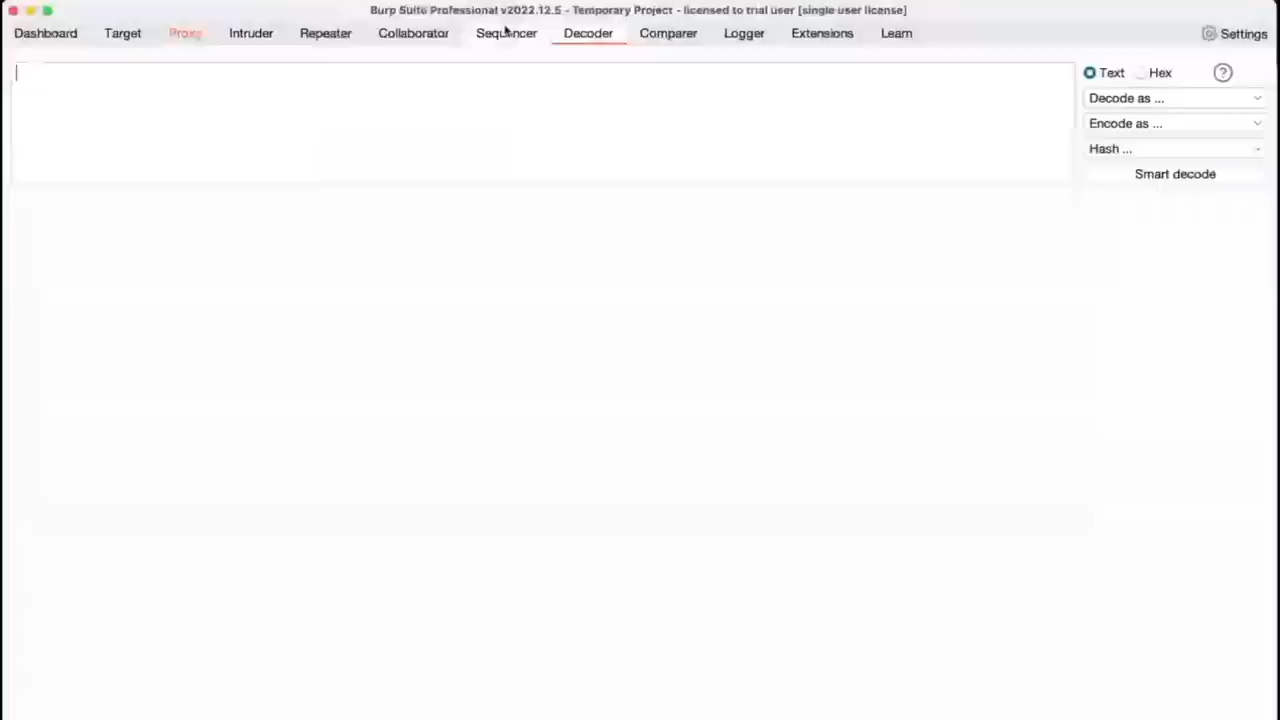 Burp Suite Professional v2022.12.5 - Temporary Project - licensed to trial user [single user license]
Dashboard Target Proxy Intruder Repeater Collaborator Sequencer Decoder Comparer Logger Extensions Learn Settings
Text Hex ?
Decode as ...
Encode as ...
Hash ...
Smart decode